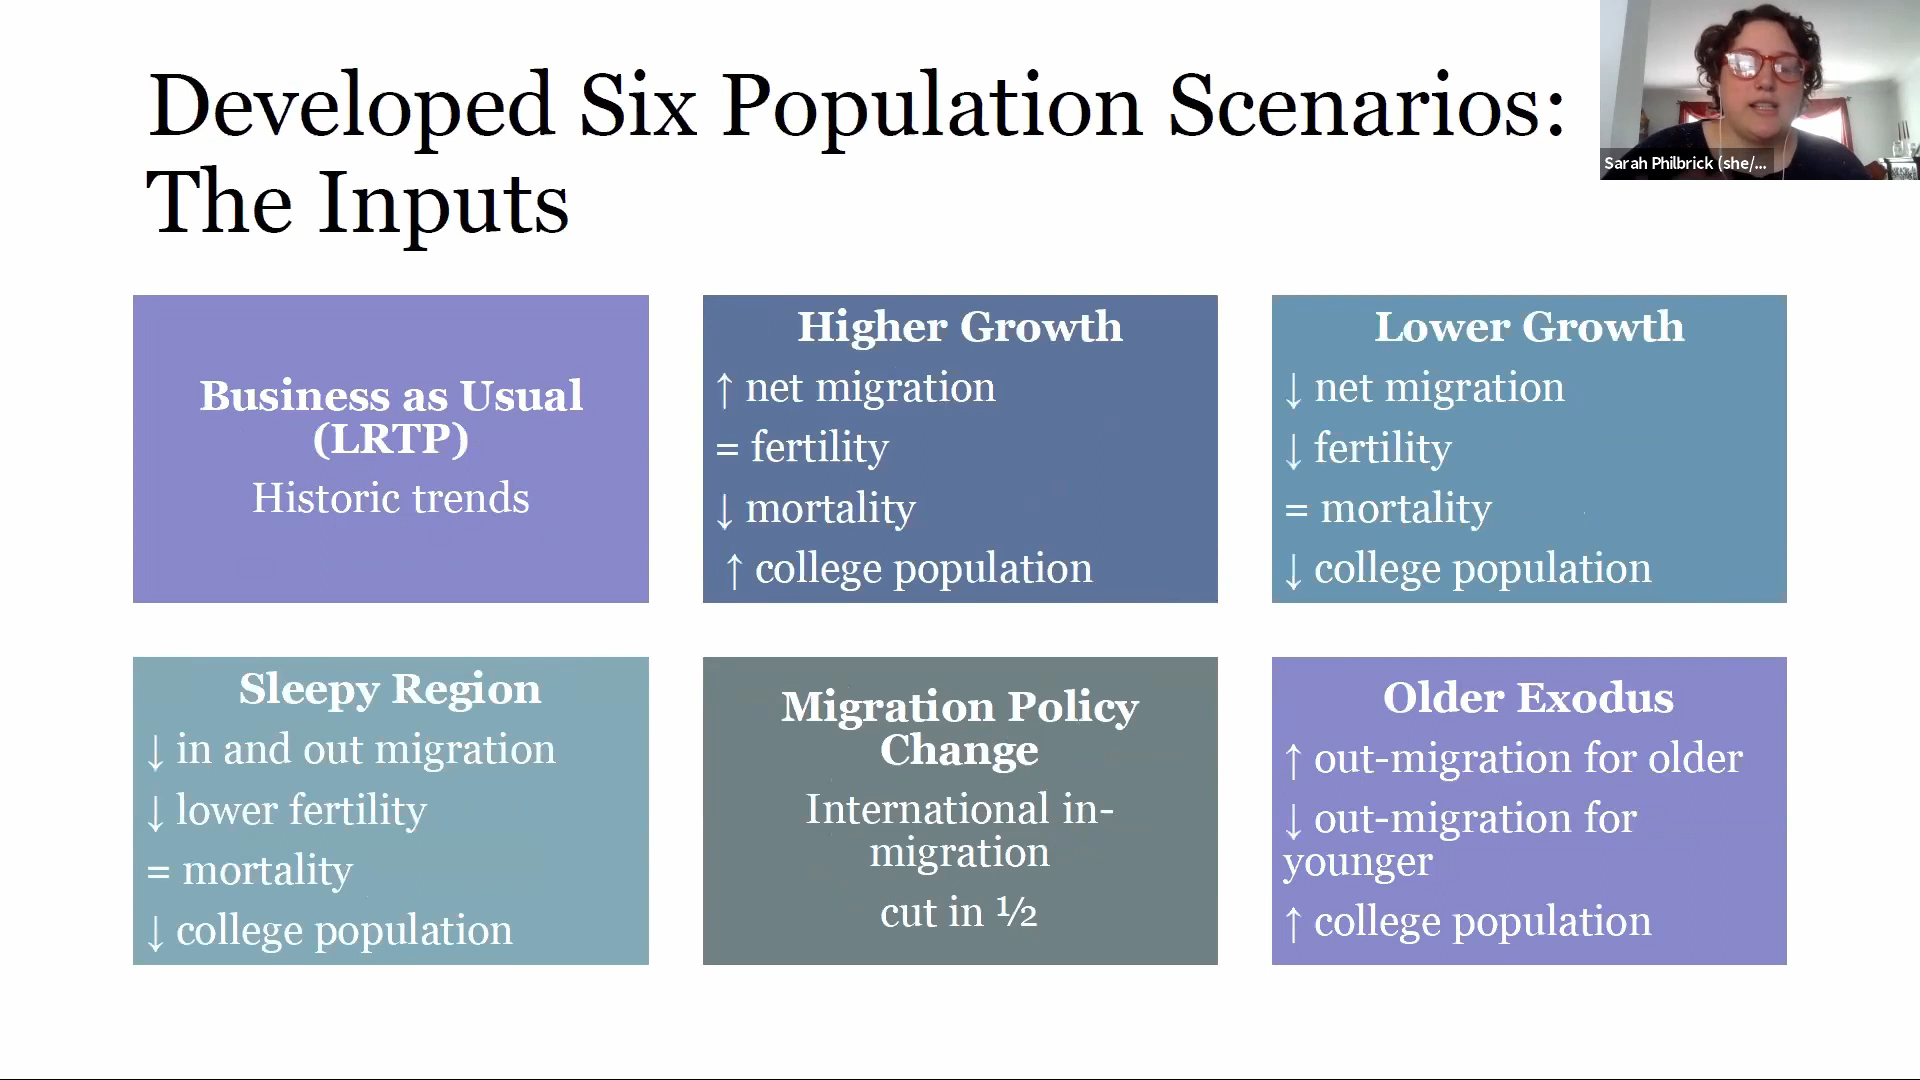 Developed Six Population Scenarios:
The Inputs
Sarah Philbrick (she/...
Business as Usual
(LRTP)
Historic trends
Higher Growth
↑ net migration
= fertility
↓ mortality
↑ college population
Lower Growth
↓ net migration
↓ fertility
= mortality
↓ college population
Sleepy Region
↓ in and out migration
↓ lower fertility
= mortality
↓ college population
Migration Policy
Change
International in-
migration
cut in ½
Older Exodus
↑ out-migration for older
↓ out-migration for
younger
↑ college population